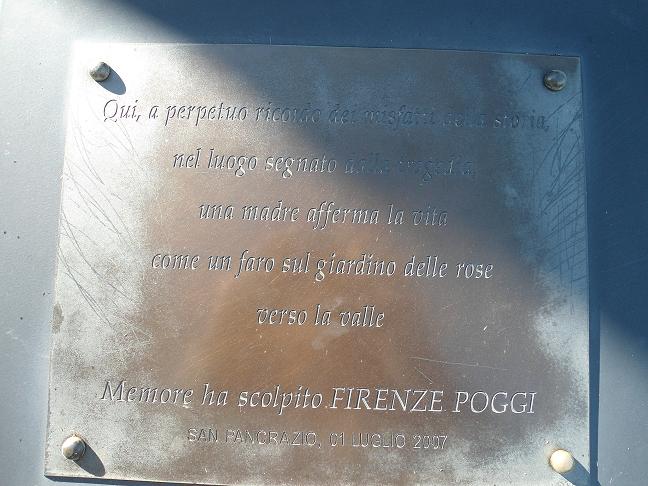 Qui, a perpetuo ricordo dei misfatti della storia,
nel luogo segnato dalla tragedia,
una madre afferma la vita
come un faro sul giardino delle rose
verso la valle
Memore ha scolpito FIRENZE POGGI
SAN PANCRAZIO, 01 LUGLIO 2007